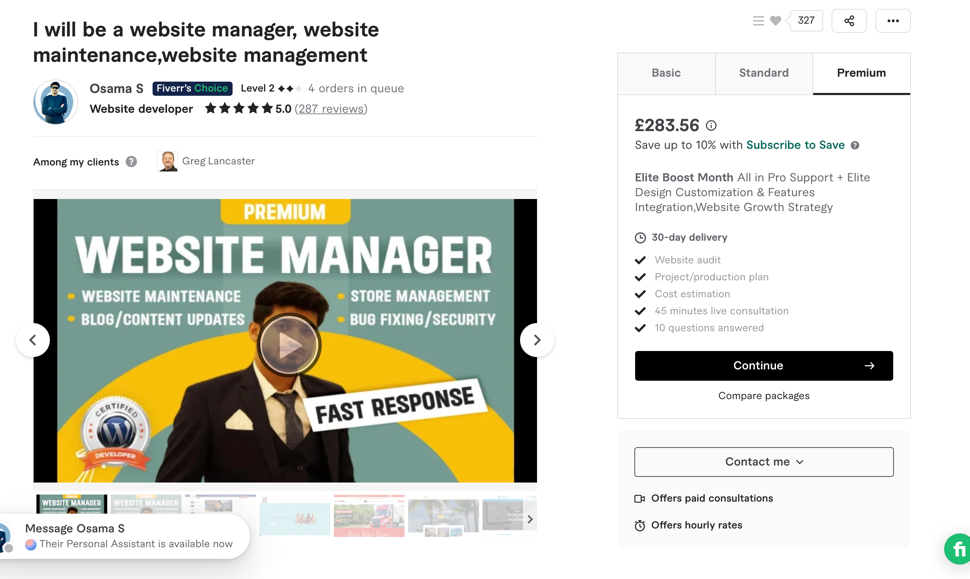 I will be a website manager, website
maintenance,website management
327
Osama S Fiverr's Choice Level 2 4 orders in queue
Website developer 5.0 (287 reviews)
Among my clients ? Greg Lancaster
PREMIUM
WEBSITE MANAGER
• WEBSITE MAINTENANCE
• BLOG/CONTENT UPDATES
• STORE MANAGEMENT
• BUG FIXING/SECURITY
FAST RESPONSE
CERTIFIED
DEVELOPER
WEBSITE MANAGER
WEBSITE MANAGER
Message Osama S
Their Personal Assistant is available now
Basic Standard Premium
£283.56
Save up to 10% with Subscribe to Save ?
Elite Boost Month All in Pro Support + Elite
Design Customization & Features
Integration,Website Growth Strategy
30-day delivery
Website audit
Project/production plan
Cost estimation
45 minutes live consultation
10 questions answered
Continue
Compare packages
Contact me
Offers paid consultations
Offers hourly rates
fi